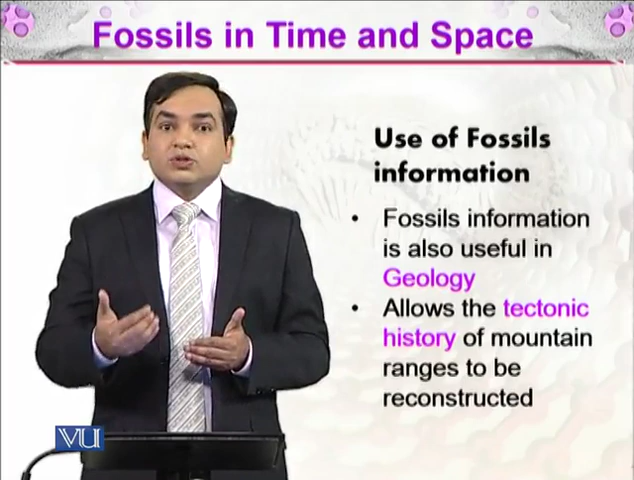 Fossils in Time and Space
Use of Fossils
information
• Fossils information
is also useful in
Geology
• Allows the tectonic
history of mountain
ranges to be
reconstructed
VU